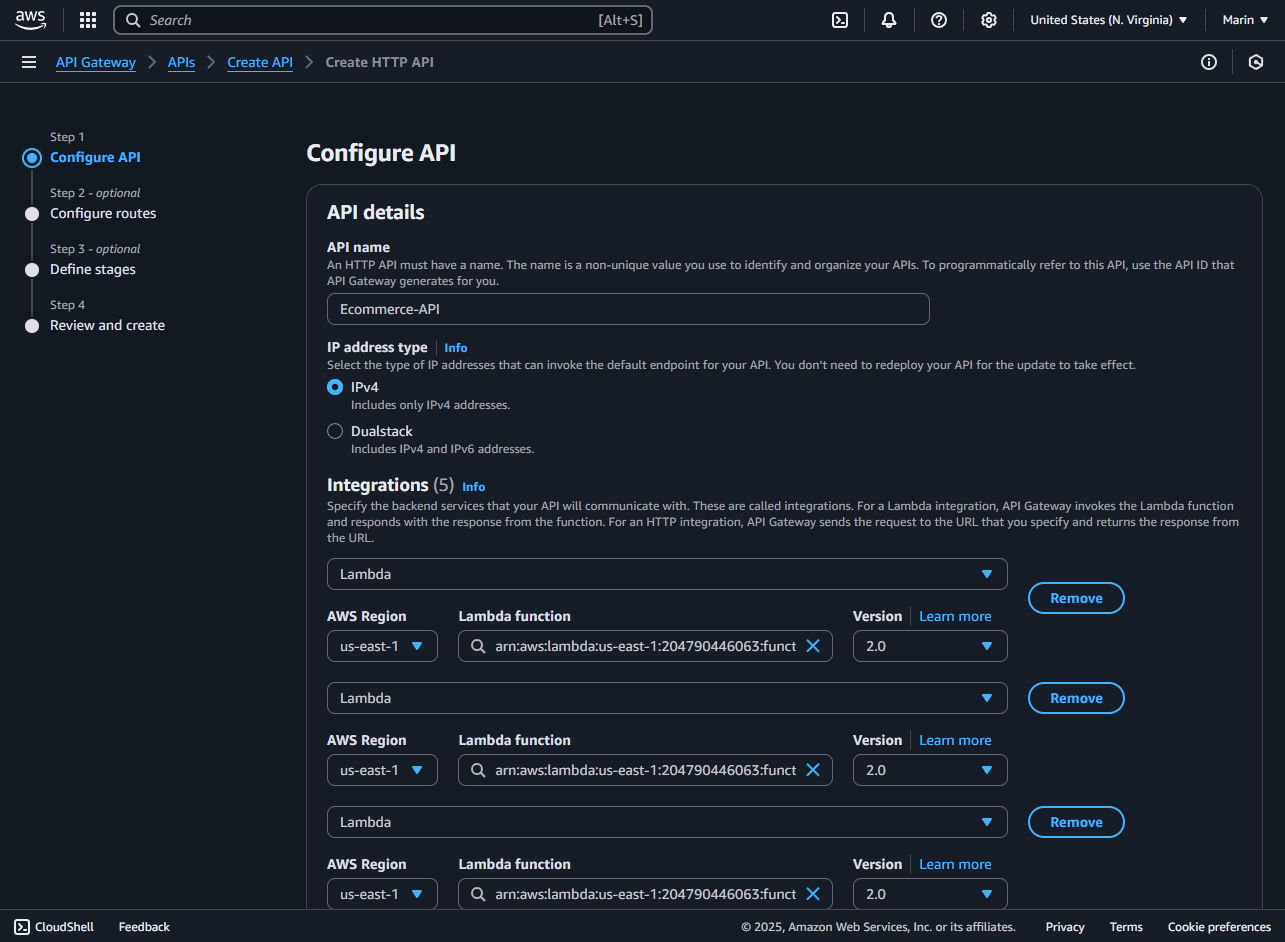 aws
Search [Alt+S]
United States (N. Virginia) Marin
API Gateway APIs Create API Create HTTP API
Step 1
Configure API
Step 2 - optional
Configure routes
Step 3 - optional
Define stages
Step 4
Review and create
Configure API
API details
API name
An HTTP API must have a name. The name is a non-unique value you use to identify and organize your APIs. To programmatically refer to this API, use the API ID that
API Gateway generates for you.
Ecommerce-API
IP address type Info
Select the type of IP addresses that can invoke the default endpoint for your API. You don't need to redeploy your API for the update to take effect.
IPv4
Includes only IPv4 addresses.
Dualstack
Includes IPv4 and IPv6 addresses.
Integrations (5) Info
Specify the backend services that your API will communicate with. These are called integrations. For a Lambda integration, API Gateway invokes the Lambda function
and responds with the response from the function. For an HTTP integration, API Gateway sends the request to the URL that you specify and returns the response from
the URL.
Lambda
Remove
AWS Region Lambda function Version Learn more
us-east-1 arn:aws:lambda:us-east-1:204790446063:funct 2.0
Lambda Remove
AWS Region Lambda function Version Learn more
us-east-1 arn:aws:lambda:us-east-1:204790446063:funct 2.0
Lambda Remove
AWS Region Lambda function Version Learn more
us-east-1 arn:aws:lambda:us-east-1:204790446063:funct 2.0
CloudShell Feedback © 2025, Amazon Web Services, Inc. or its affiliates. Privacy Terms Cookie preferences